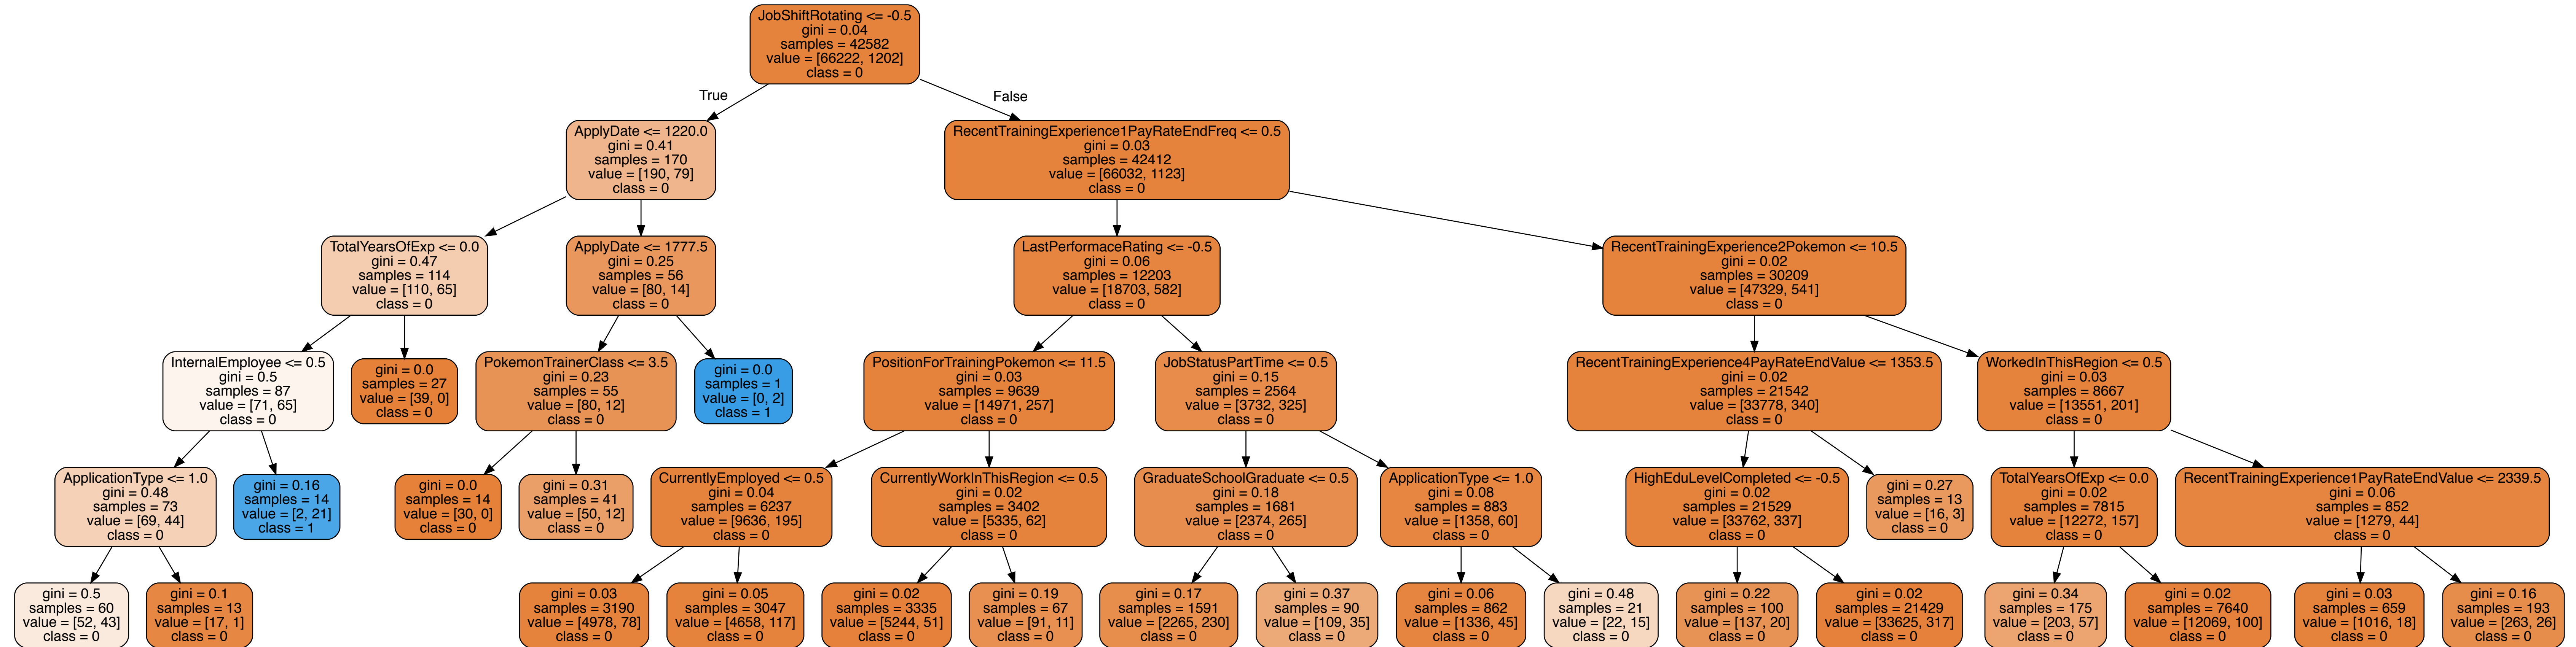 JobShiftRotating <= -0.5
gini = 0.04
samples = 42582
value = [66222, 1202]
class = 0
True
False
ApplyDate <= 1220.0
gini = 0.41
samples = 170
value = [190, 79]
class = 0
RecentTrainingExperience1PayRateEndFreq <= 0.5
gini = 0.03
samples = 42412
value = [66032, 1123]
class = 0
TotalYearsOfExp <= 0.0
gini = 0.47
samples = 114
value = [110, 65]
class = 0
ApplyDate <= 1777.5
gini = 0.25
samples = 56
value = [80, 14]
class = 0
LastPerformaceRating <= -0.5
gini = 0.06
samples = 12203
value = [18703, 582]
class = 0
RecentTrainingExperience2Pokemon <= 10.5
gini = 0.02
samples = 30209
value = [47329, 541]
class = 0
InternalEmployee <= 0.5
gini = 0.5
samples = 87
value = [71, 65]
class = 0
gini = 0.0
samples = 27
value = [39, 0]
class = 0
PokemonTrainerClass <= 3.5
gini = 0.23
samples = 55
value = [80, 12]
class = 0
gini = 0.0
samples = 1
value = [0, 2]
class = 1
PositionForTrainingPokemon <= 11.5
gini = 0.03
samples = 9639
value = [14971, 257]
class = 0
JobStatusPartTime <= 0.5
gini = 0.15
samples = 2564
value = [3732, 325]
class = 0
RecentTrainingExperience4PayRateEndValue <= 1353.5
gini = 0.02
samples = 21542
value = [33778, 340]
class = 0
WorkedInThisRegion <= 0.5
gini = 0.03
samples = 8667
value = [13551, 201]
class = 0
ApplicationType <= 1.0
gini = 0.48
samples = 73
value = [69, 44]
class = 0
gini = 0.16
samples = 14
value = [2, 21]
class = 1
gini = 0.0
samples = 14
value = [30, 0]
class = 0
gini = 0.31
samples = 41
value = [50, 12]
class = 0
CurrentlyEmployed <= 0.5
gini = 0.04
samples = 6237
value = [9636, 195]
class = 0
CurrentlyWorkInThisRegion <= 0.5
gini = 0.02
samples = 3402
value = [5335, 62]
class = 0
GraduateSchoolGraduate <= 0.5
gini = 0.18
samples = 1681
value = [2374, 265]
class = 0
ApplicationType <= 1.0
gini = 0.08
samples = 883
value = [1358, 60]
class = 0
HighEduLevelCompleted <= -0.5
gini = 0.02
samples = 21529
value = [33762, 337]
class = 0
gini = 0.27
samples = 13
value = [16, 3]
class = 0
TotalYearsOfExp <= 0.0
gini = 0.02
samples = 7815
value = [12272, 157]
class = 0
RecentTrainingExperience1PayRateEndValue <= 2339.5
gini = 0.06
samples = 852
value = [1279, 44]
class = 0
gini = 0.5
samples = 60
value = [52, 43]
class = 0
gini = 0.1
samples = 13
value = [17, 1]
class = 0
gini = 0.03
samples = 3190
value = [4978, 78]
class = 0
gini = 0.05
samples = 3047
value = [4658, 117]
class = 0
gini = 0.02
samples = 3335
value = [5244, 51]
class = 0
gini = 0.19
samples = 67
value = [91, 11]
class = 0
gini = 0.17
samples = 1591
value = [2265, 230]
class = 0
gini = 0.37
samples = 90
value = [109, 35]
class = 0
gini = 0.06
samples = 862
value = [1336, 45]
class = 0
gini = 0.48
samples = 21
value = [22, 15]
class = 0
gini = 0.22
samples = 100
value = [137, 20]
class = 0
gini = 0.02
samples = 21429
value = [33625, 317]
class = 0
gini = 0.34
samples = 175
value = [203, 57]
class = 0
gini = 0.02
samples = 7640
value = [12069, 100]
class = 0
gini = 0.03
samples = 659
value = [1016, 18]
class = 0
gini = 0.16
samples = 193
value = [263, 26]
class = 0